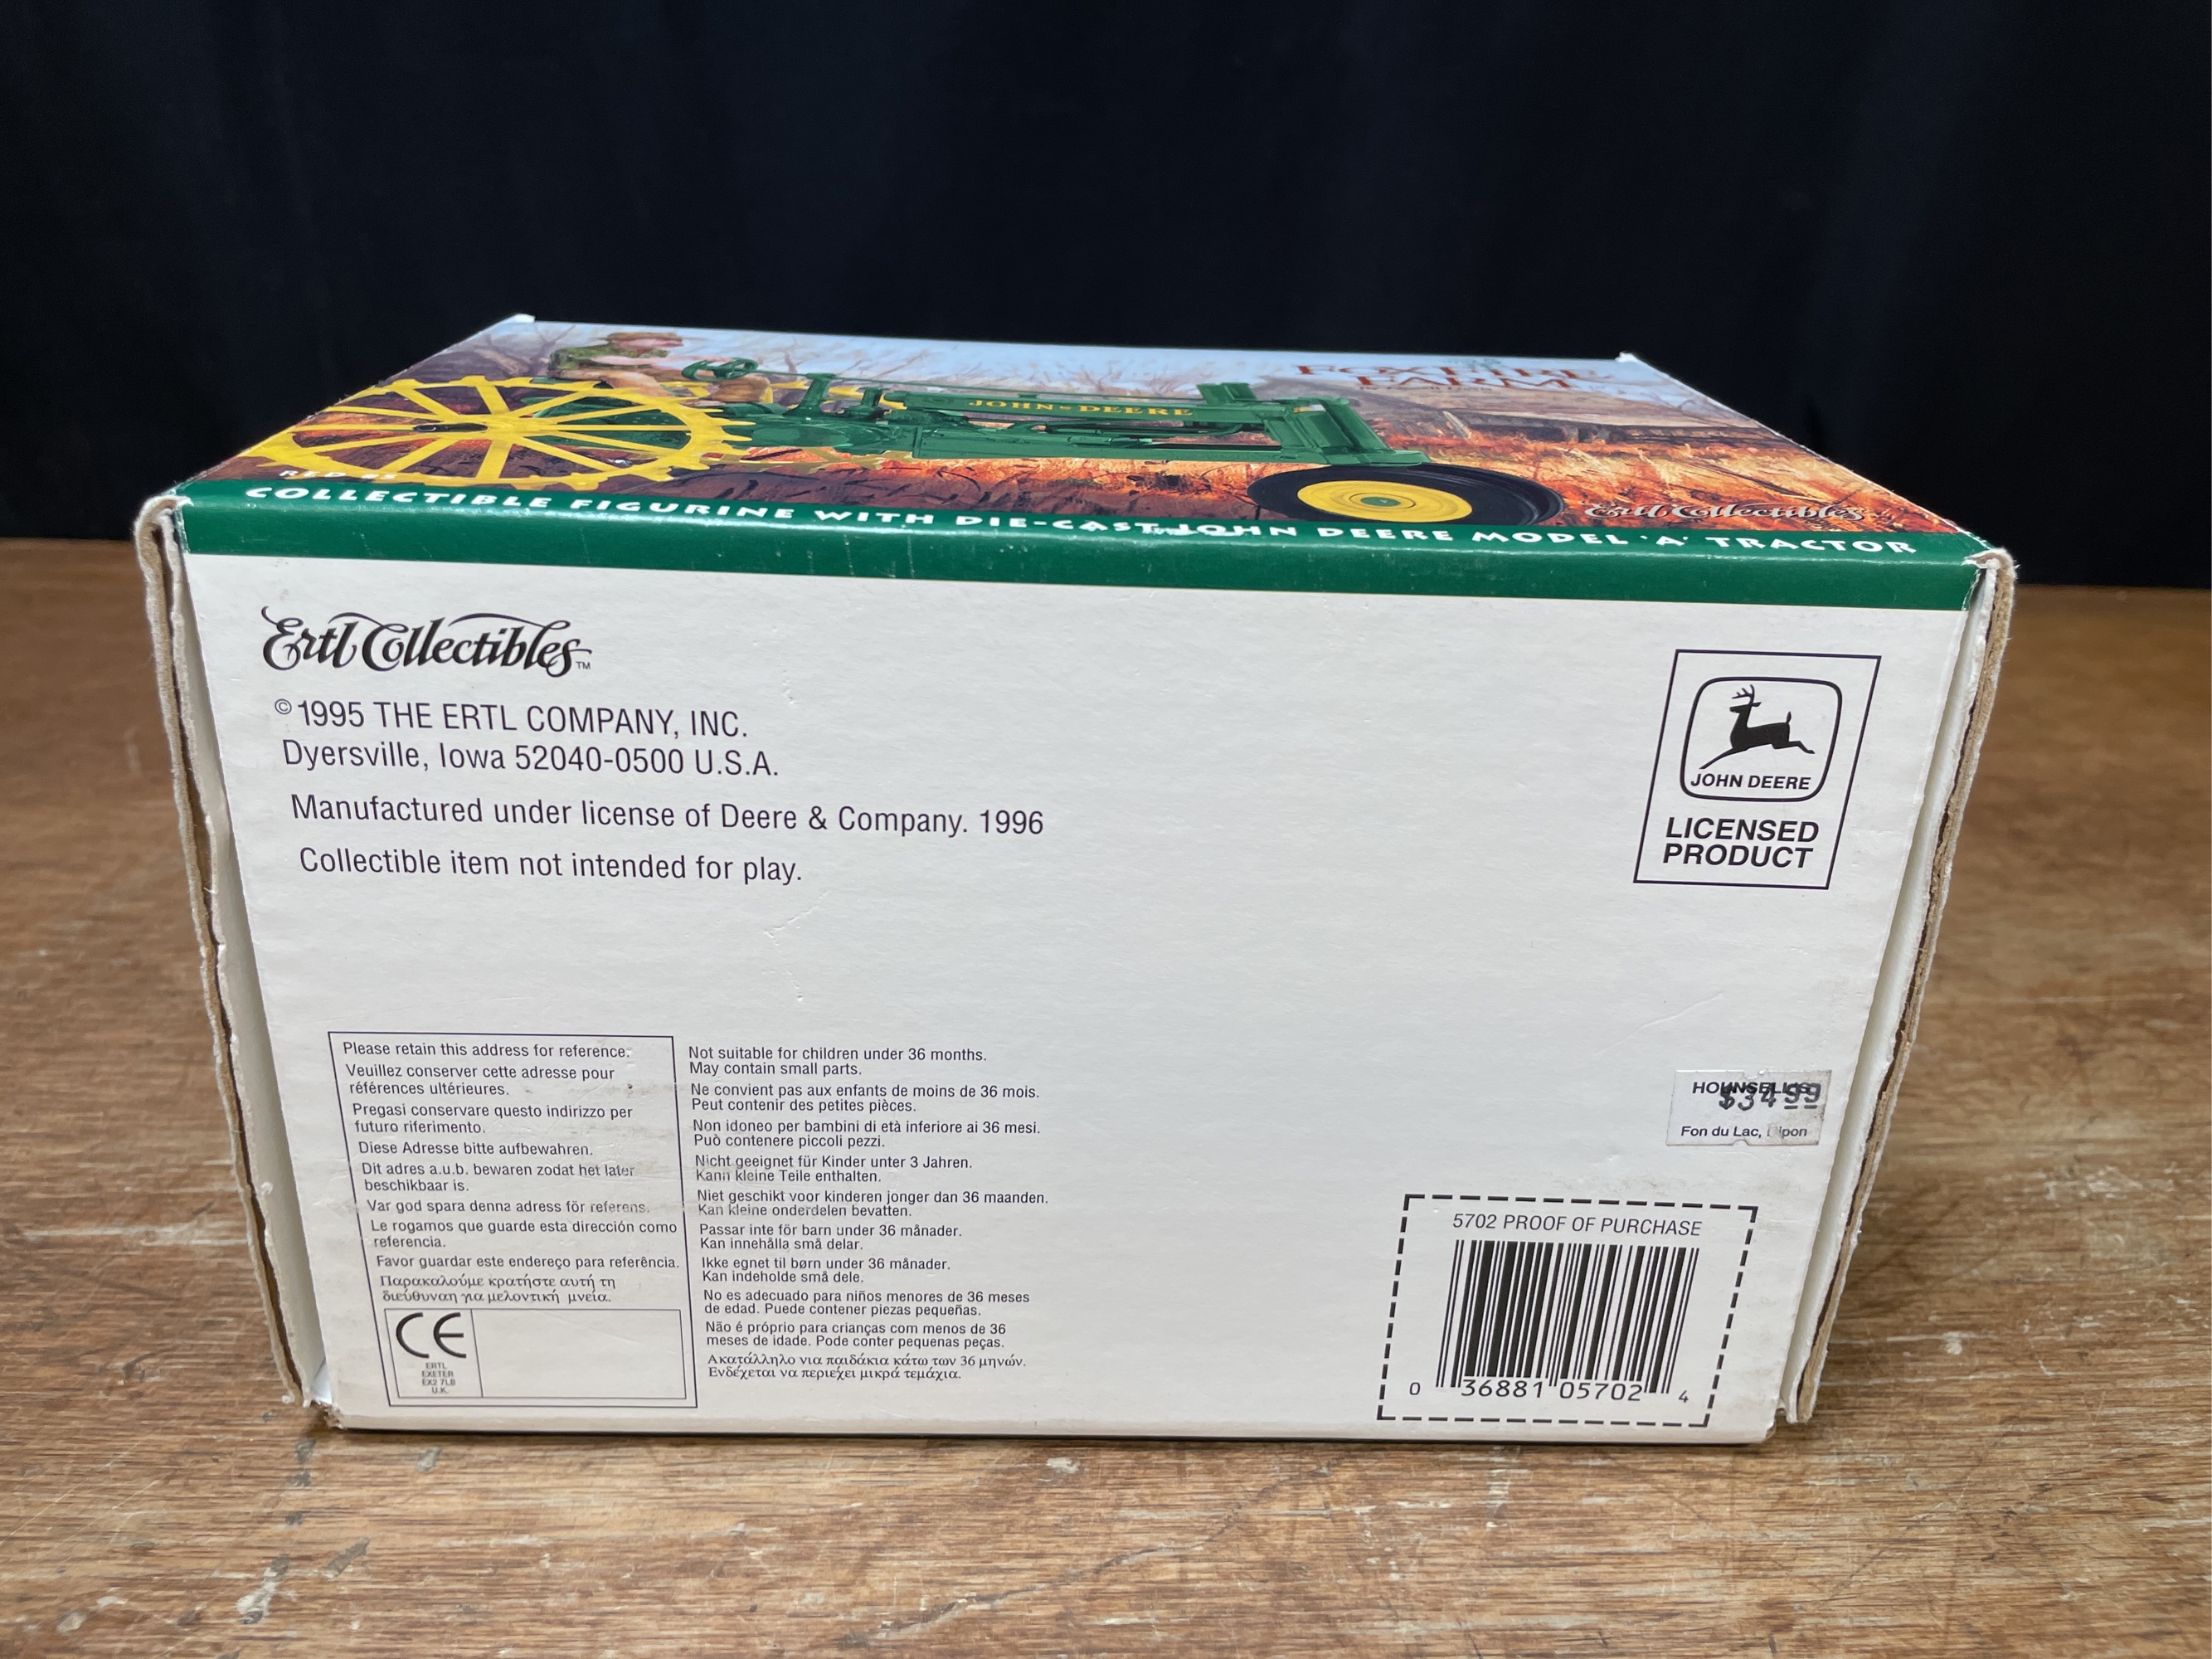 FOXFIRE
FARM
JOHN DEERE
COLLECTIBLE FIGURINE WITH DIE-CAST JOHN DEERE MODEL 'A' TRACTOR
Ertl Collectibles
Ertl Collectibles™
©1995 THE ERTL COMPANY, INC.
Dyersville, Iowa 52040-0500 U.S.A.
Manufactured under license of Deere & Company. 1996
Collectible item not intended for play.
JOHN DEERE
LICENSED
PRODUCT
Please retain this address for reference.
Veuillez conserver cette adresse pour
références ultérieures.
Pregasi conservare questo indirizzo per
futuro riferimento.
Diese Adresse bitte aufbewahren.
Dit adres a.u.b. bewaren zodat het later
beschikbaar is.
Var god spara denna adress för referens.
Le rogamos que guarde esta dirección como
referencia.
Favor guardar este endereço para referência.
Παρακαλούμε κρατήστε αυτή τη
διεύθυνση για μελοντική μνεία.
CE
ERTL
EXETER
EX2 7LB
U.K.
Not suitable for children under 36 months.
May contain small parts.
Ne convient pas aux enfants de moins de 36 mois.
Peut contenir des petites pièces.
Non idoneo per bambini di età inferiore ai 36 mesi.
Può contenere piccoli pezzi.
Nicht geeignet für Kinder unter 3 Jahren.
Kann kleine Teile enthalten.
Niet geschikt voor kinderen jonger dan 36 maanden.
Kan kleine onderdelen bevatten.
Passar inte för barn under 36 månader.
Kan innehålla små delar.
Ikke egnet til børn under 36 månader.
Kan indeholde små dele.
No es adecuado para niños menores de 36 meses
de edad. Puede contener piezas pequeñas.
Não é próprio para crianças com menos de 36
meses de idade. Pode conter pequenas peças.
Ακατάλληλο για παιδάκια κάτω των 36 μηνών.
Ενδέχεται να περιέχει μικρά τεμάχια.
HOUNSELL'S
$34.99
Fon du Lac,
5702 PROOF OF PURCHASE
0 36881 05702 4